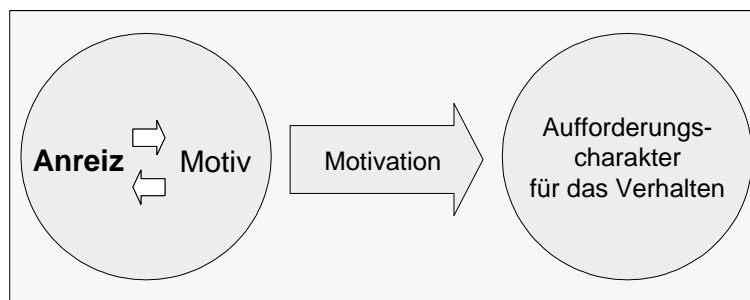 Anreiz
Motiv
Motivation
Aufforderungs-
charakter
für das Verhalten